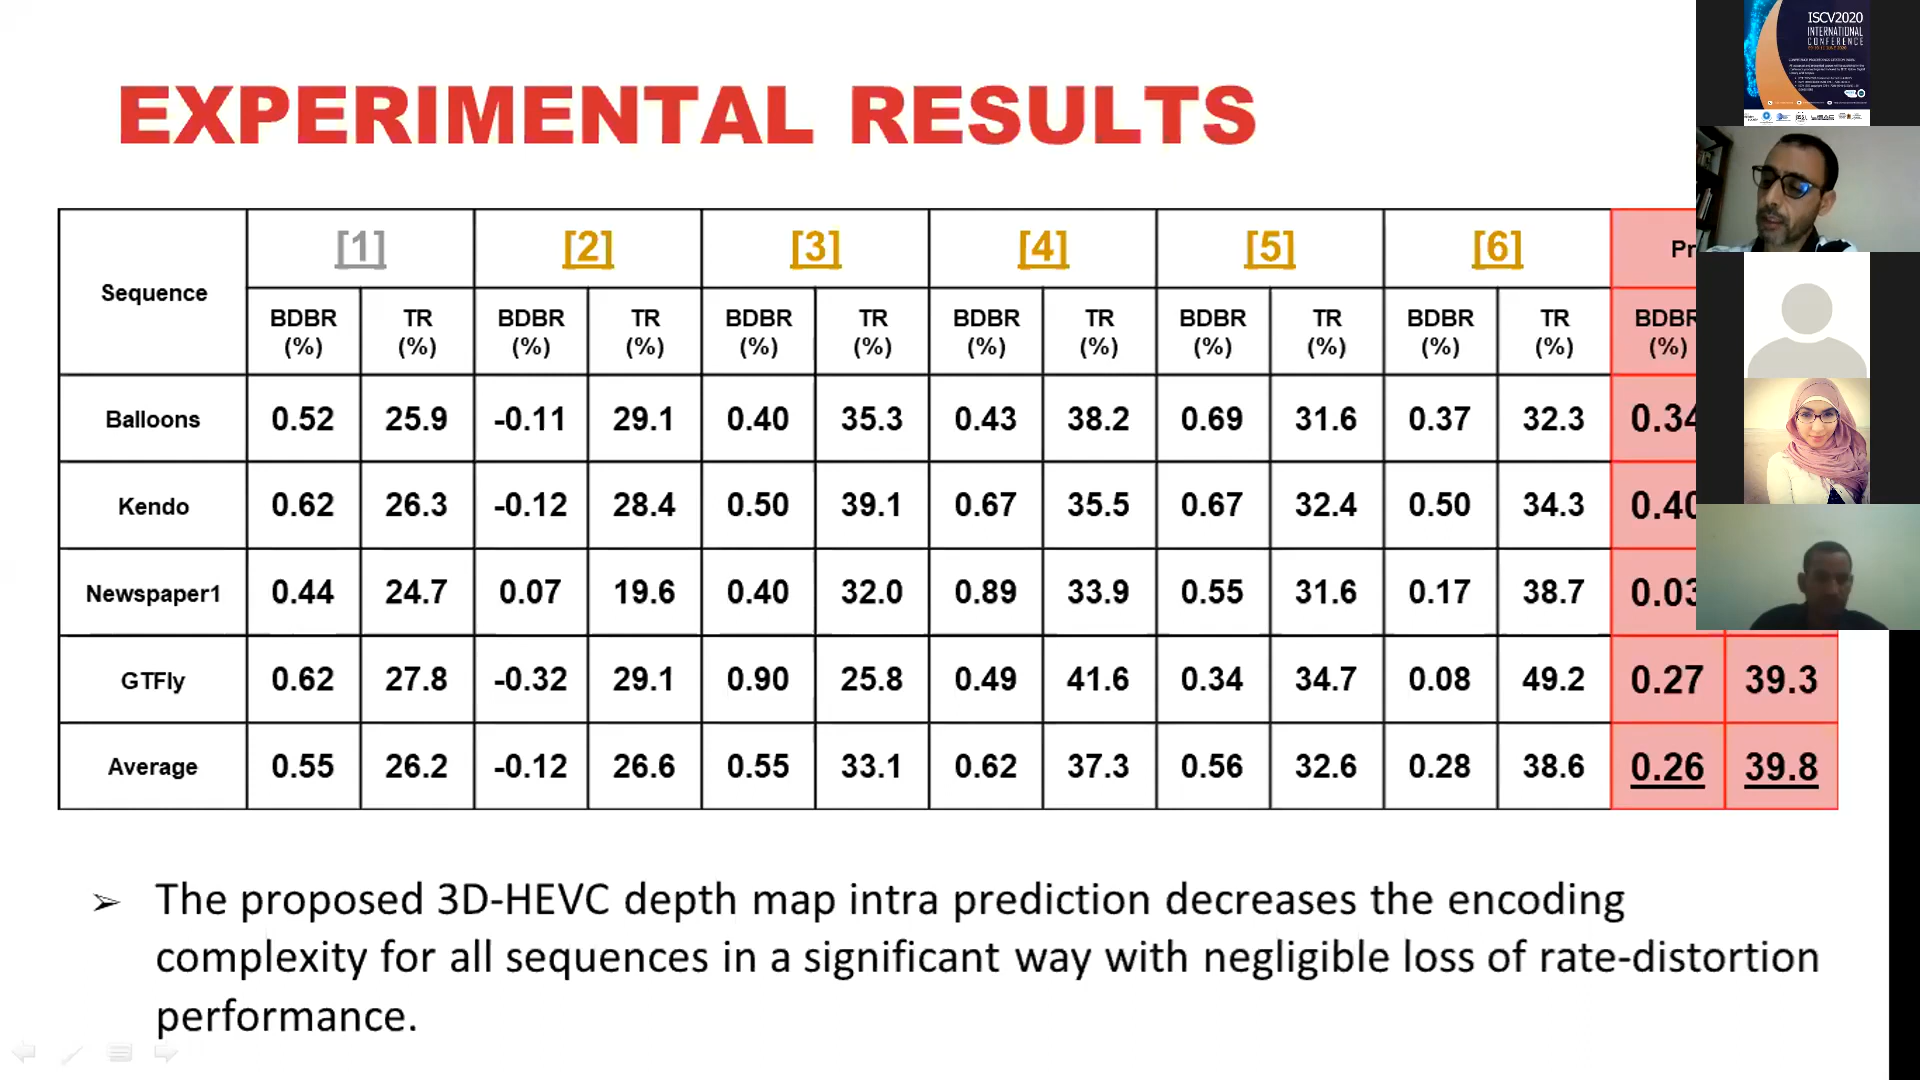 EXPERIMENTAL RESULTS
ISCV2020
INTERNATIONAL
CONFERENCE
Sequence [1] [2] [3] [4] [5] [6]
BDBR (%) TR (%) BDBR (%) TR (%) BDBR (%) TR (%) BDBR (%) TR (%) BDBR (%) TR (%) BDBR (%) TR (%) BDBR (%)
Balloons 0.52 25.9 -0.11 29.1 0.40 35.3 0.43 38.2 0.69 31.6 0.37 32.3 0.34
Kendo 0.62 26.3 -0.12 28.4 0.50 39.1 0.67 35.5 0.67 32.4 0.50 34.3 0.40
Newspaper1 0.44 24.7 0.07 19.6 0.40 32.0 0.89 33.9 0.55 31.6 0.17 38.7 0.03
GTFly 0.62 27.8 -0.32 29.1 0.90 25.8 0.49 41.6 0.34 34.7 0.08 49.2 0.27 39.3
Average 0.55 26.2 -0.12 26.6 0.55 33.1 0.62 37.3 0.56 32.6 0.28 38.6 0.26 39.8
➢ The proposed 3D-HEVC depth map intra prediction decreases the encoding
complexity for all sequences in a significant way with negligible loss of rate-distortion
performance.